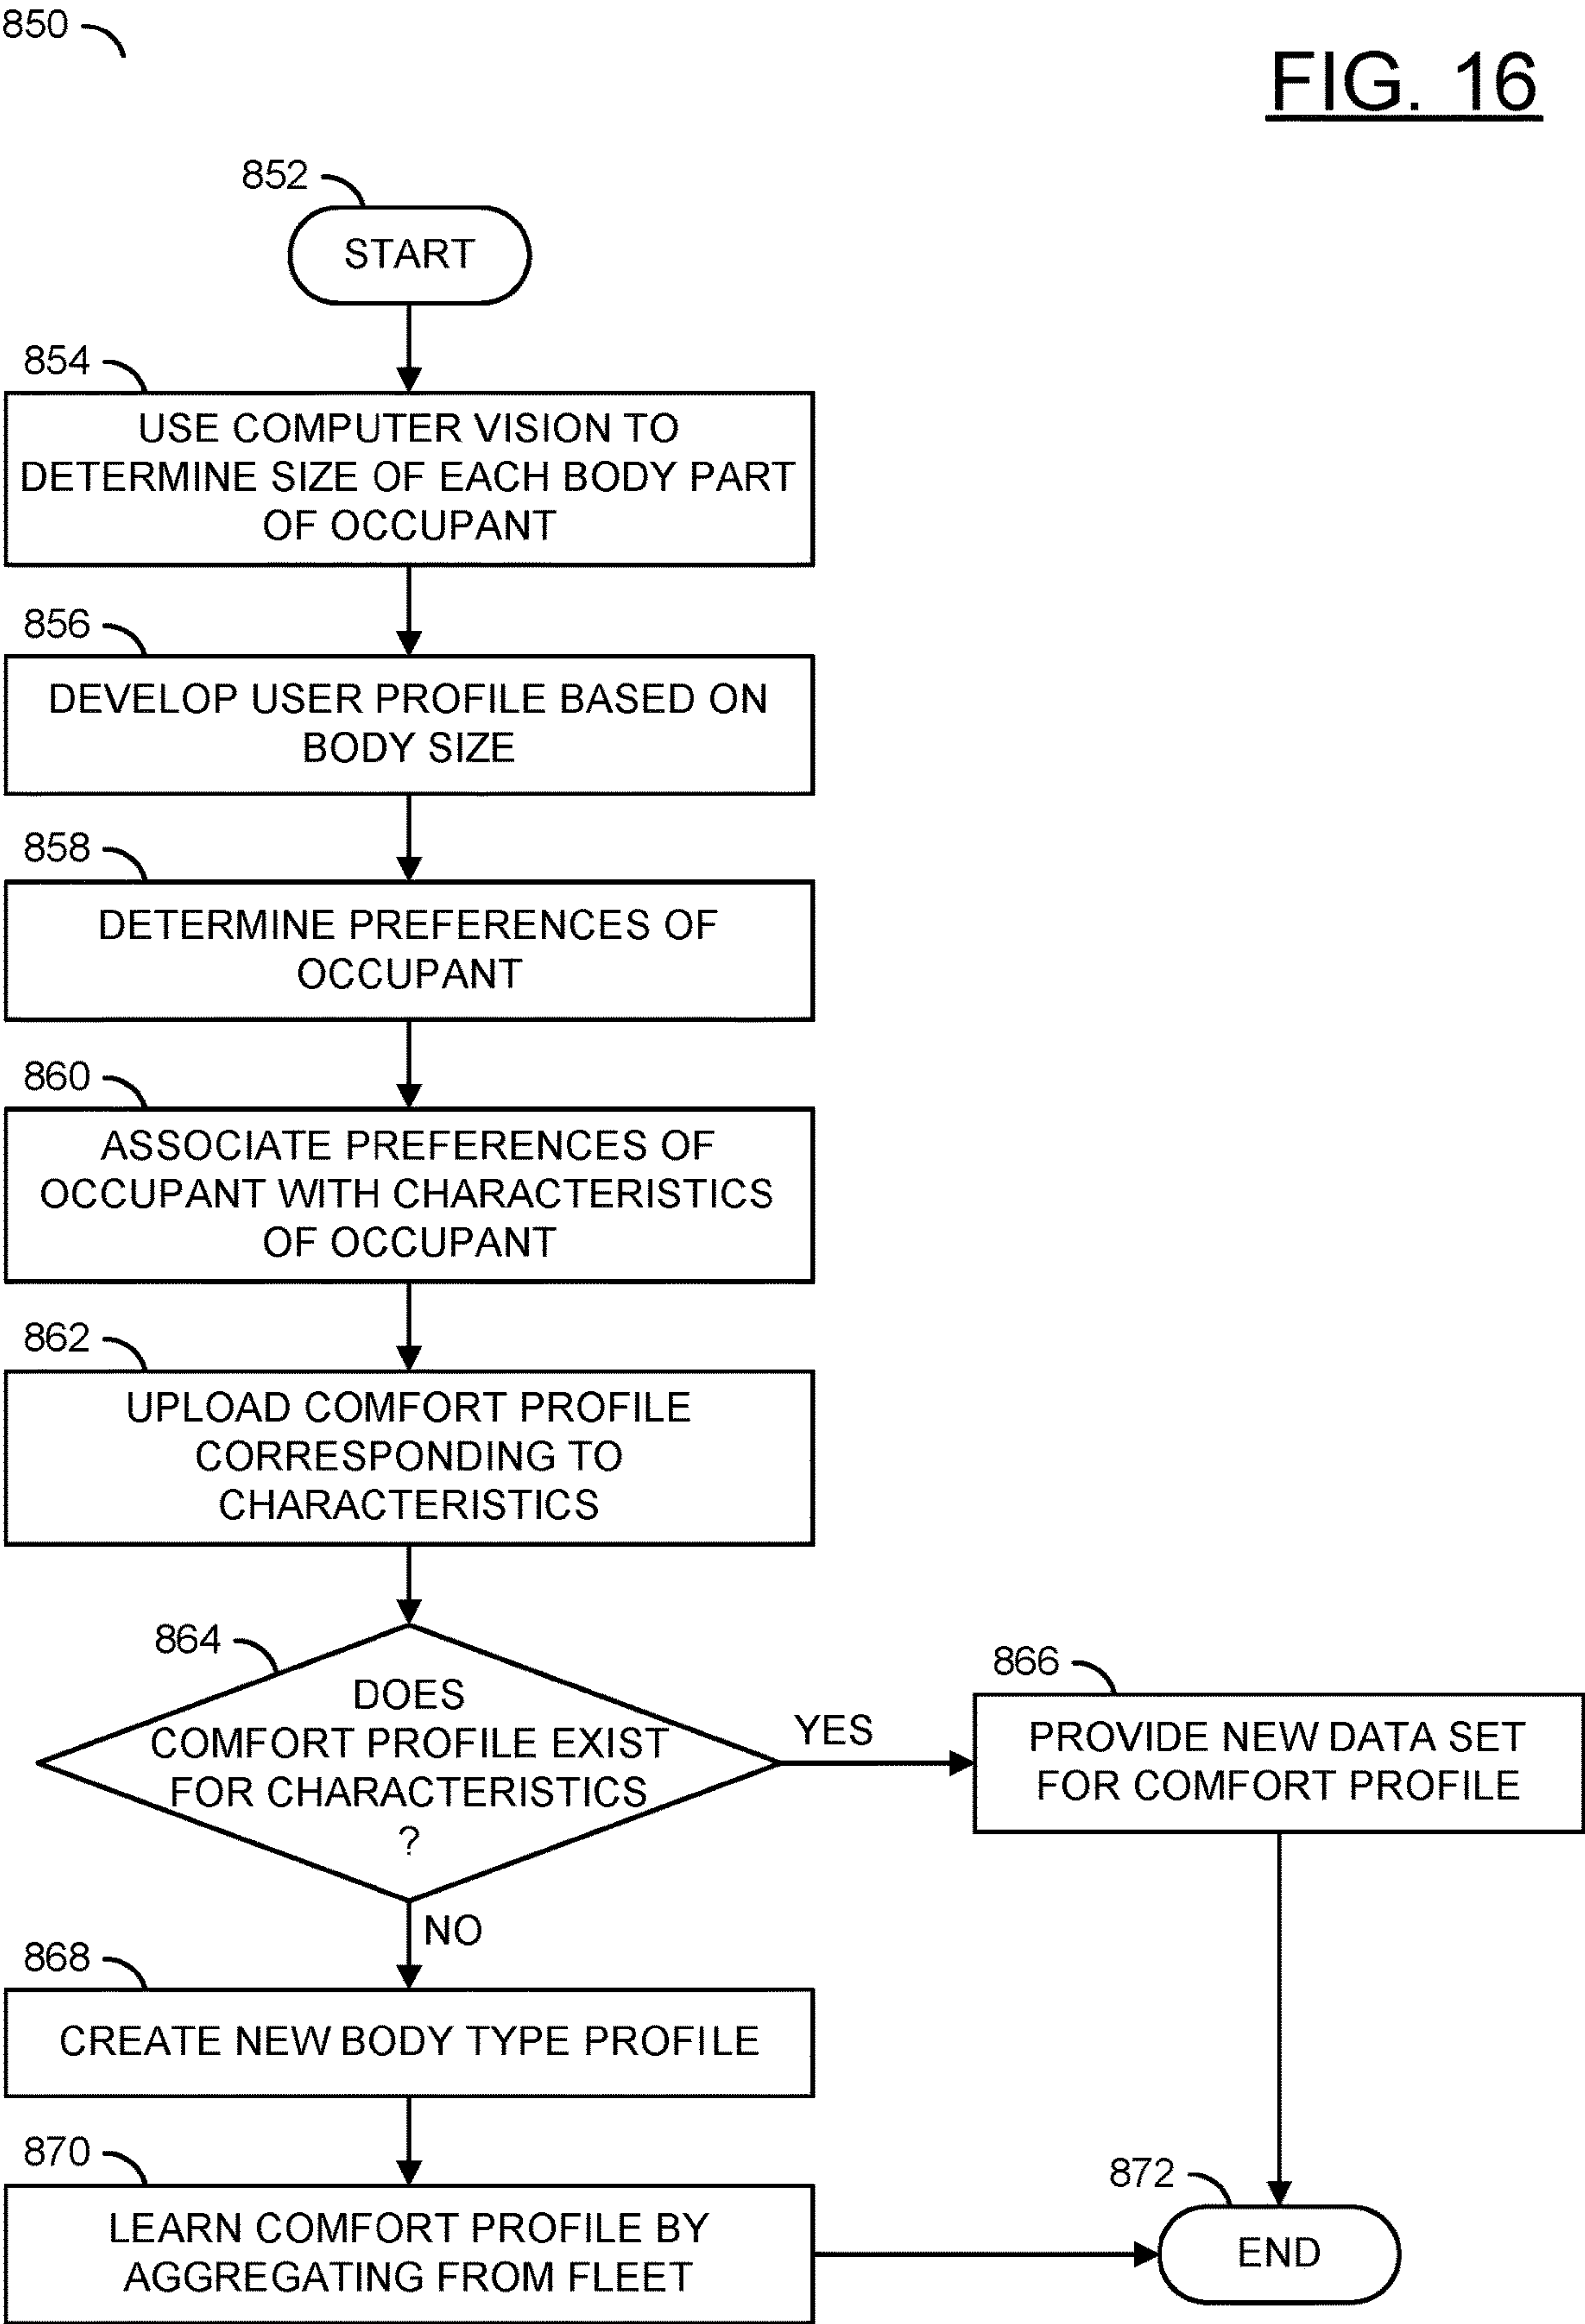 850
FIG. 16
852
START
854
USE COMPUTER VISION TO
DETERMINE SIZE OF EACH BODY PART
OF OCCUPANT
856
DEVELOP USER PROFILE BASED ON
BODY SIZE
858
DETERMINE PREFERENCES OF
OCCUPANT
860
ASSOCIATE PREFERENCES OF
OCCUPANT WITH CHARACTERISTICS
OF OCCUPANT
862
UPLOAD COMFORT PROFILE
CORRESPONDING TO
CHARACTERISTICS
864
DOES
COMFORT PROFILE EXIST
FOR CHARACTERISTICS
?
YES
866
PROVIDE NEW DATA SET
FOR COMFORT PROFILE
NO
868
CREATE NEW BODY TYPE PROFILE
870
LEARN COMFORT PROFILE BY
AGGREGATING FROM FLEET
872
END